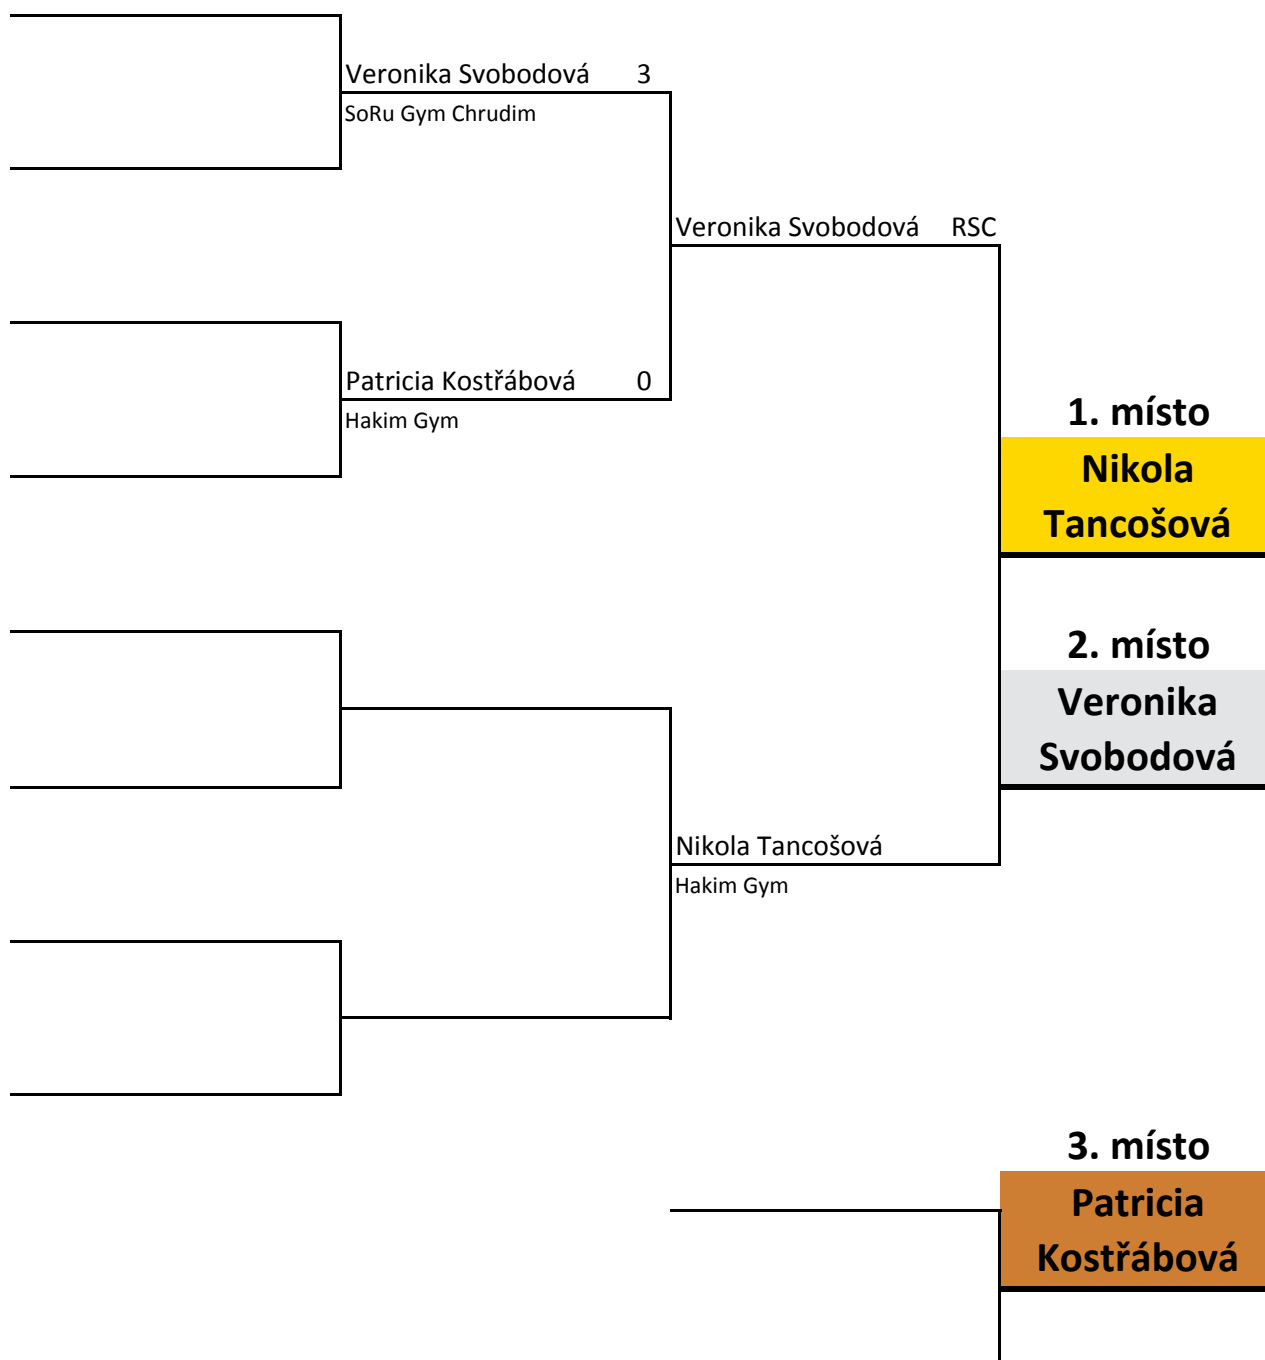 Veronika Svobodová 3
SoRu Gym Chrudim
Veronika Svobodová RSC
Patricia Kostřábová 0
Hakim Gym
1. místo
Nikola
Tancošová
2. místo
Veronika
Svobodová
Nikola Tancošová
Hakim Gym
3. místo
Patricia
Kostřábová